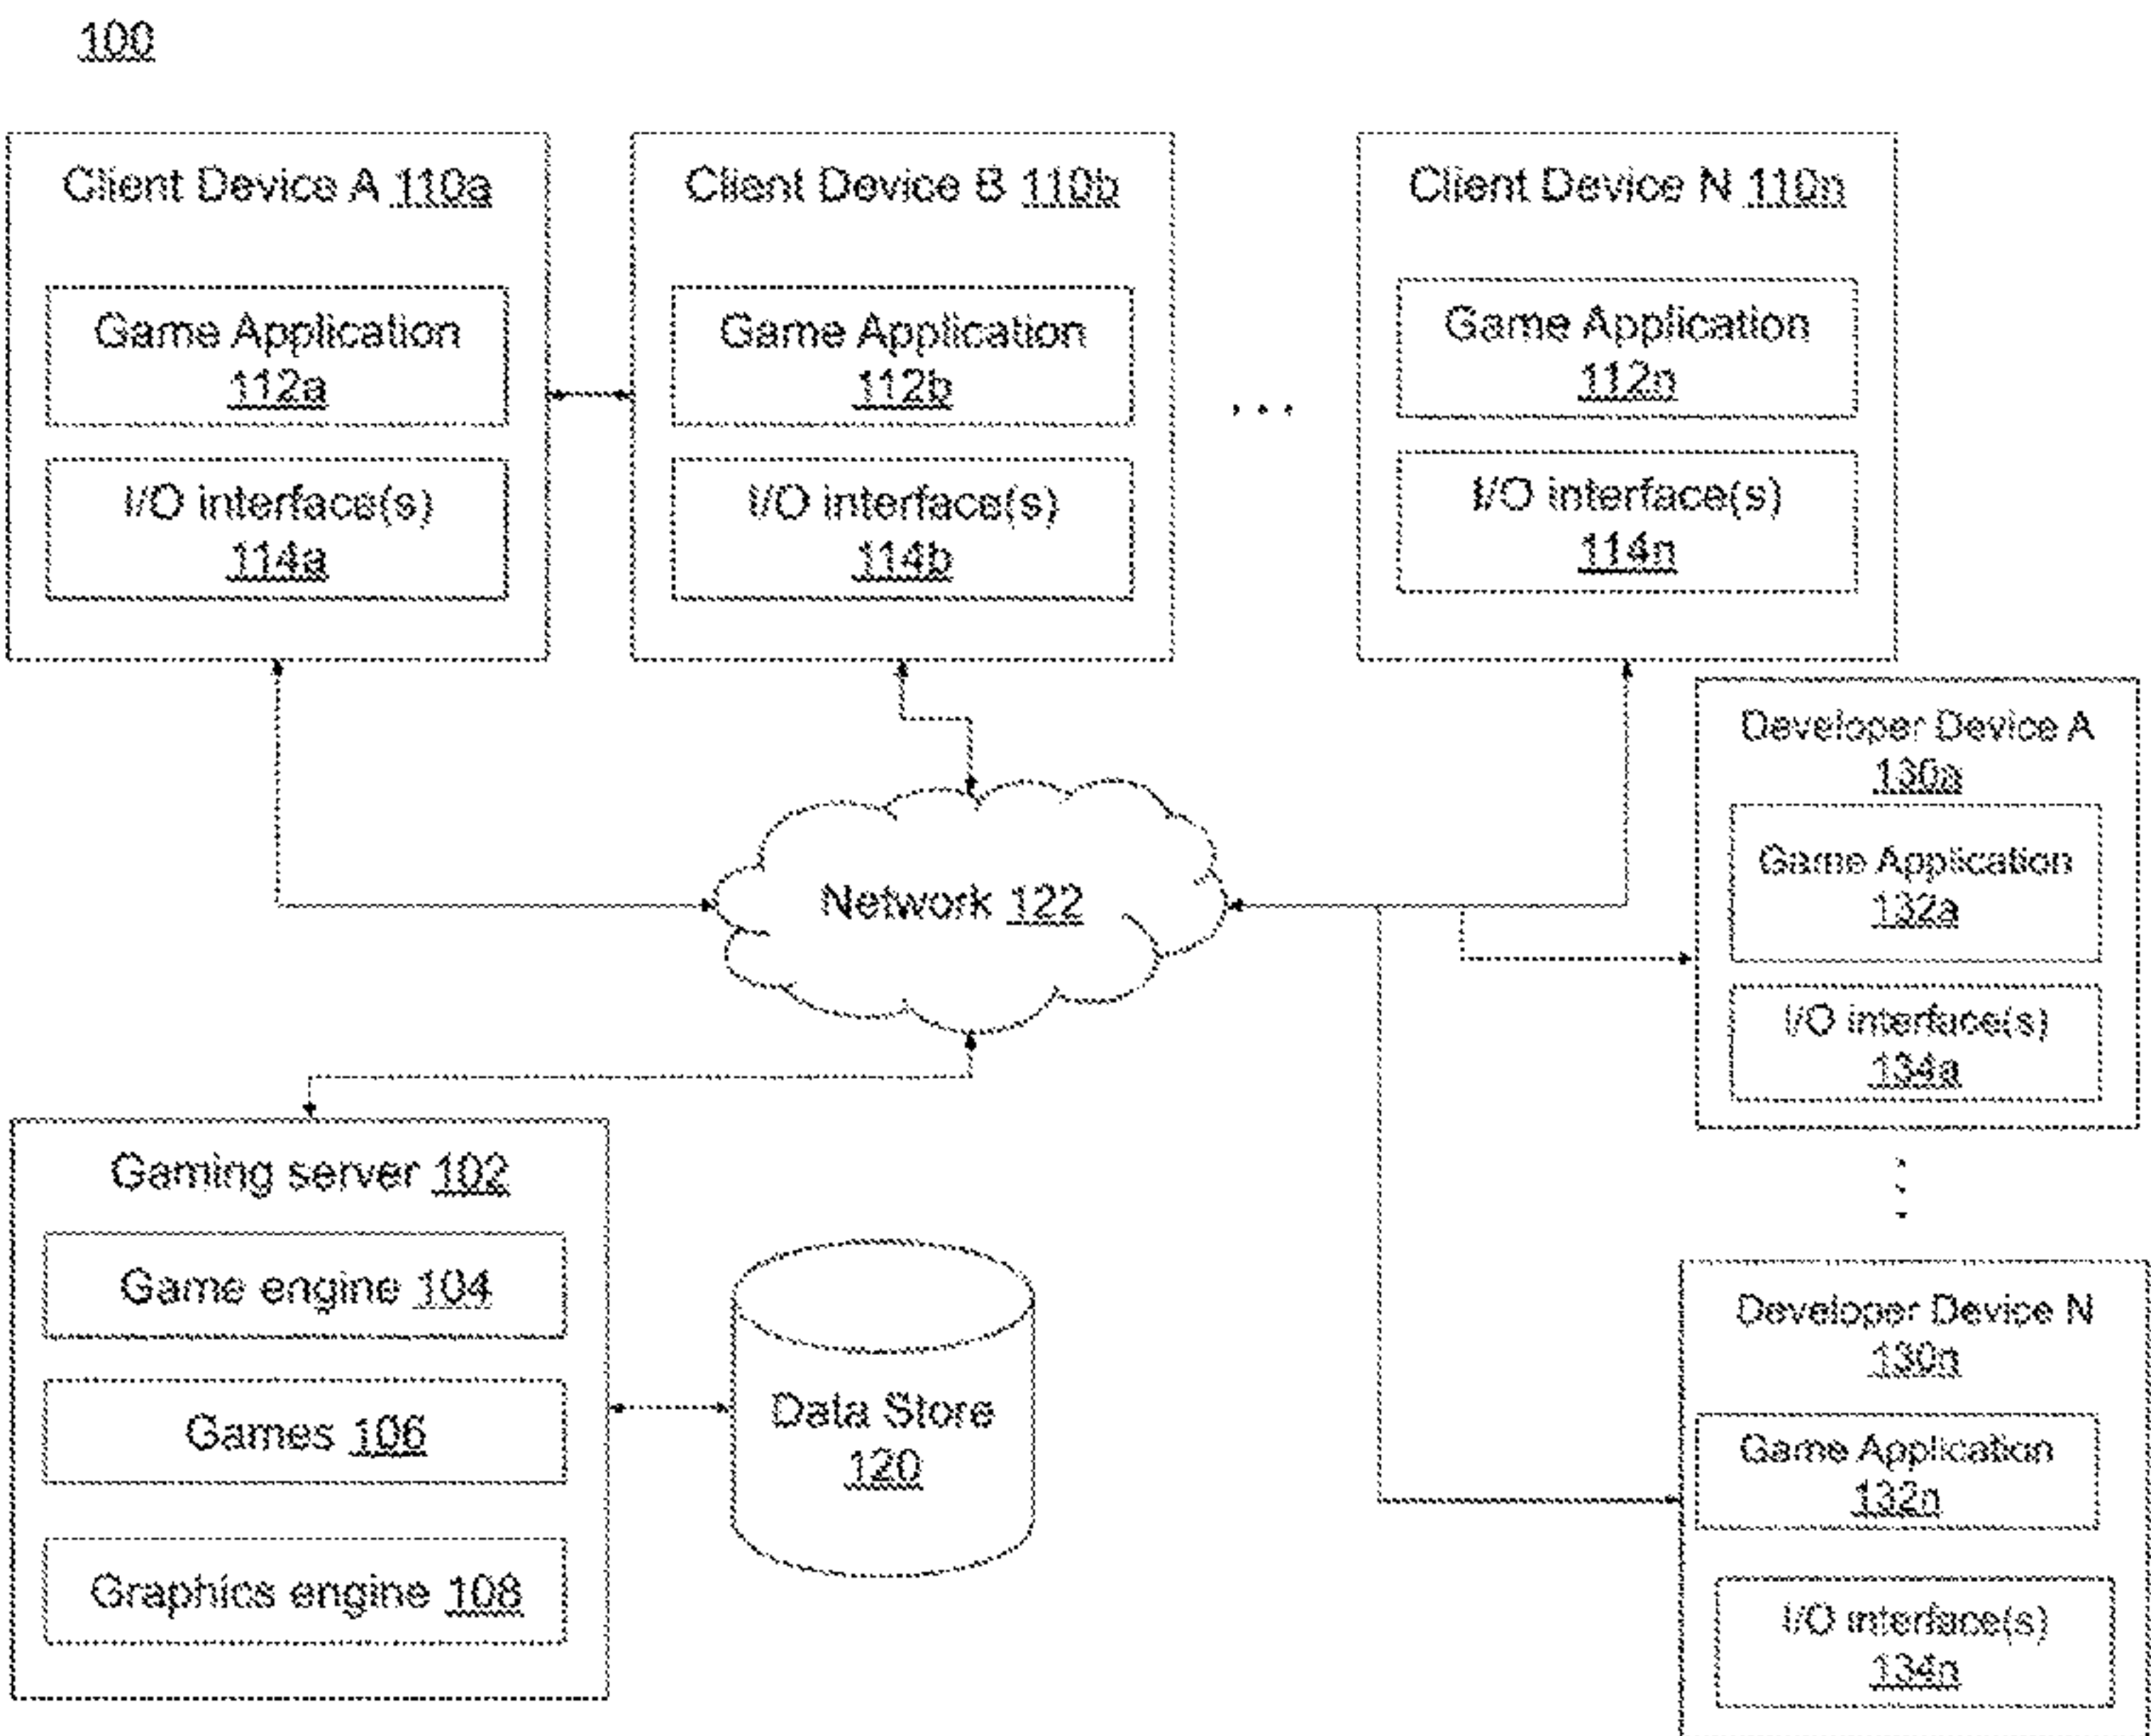 100
Client Device A 110a
Game Application
112a
I/O interface(s)
114a
Client Device B 110b
Game Application
112b
I/O interface(s)
114b
...
Client Device N 110n
Game Application
112n
I/O interface(s)
114n
Network 122
Developer Device A
130a
Game Application
132a
I/O interface(s)
134a
Gaming server 102
Game engine 104
Games 106
Graphics engine 108
Data Store
120
Developer Device N
130n
Game Application
132n
I/O interface(s)
134n